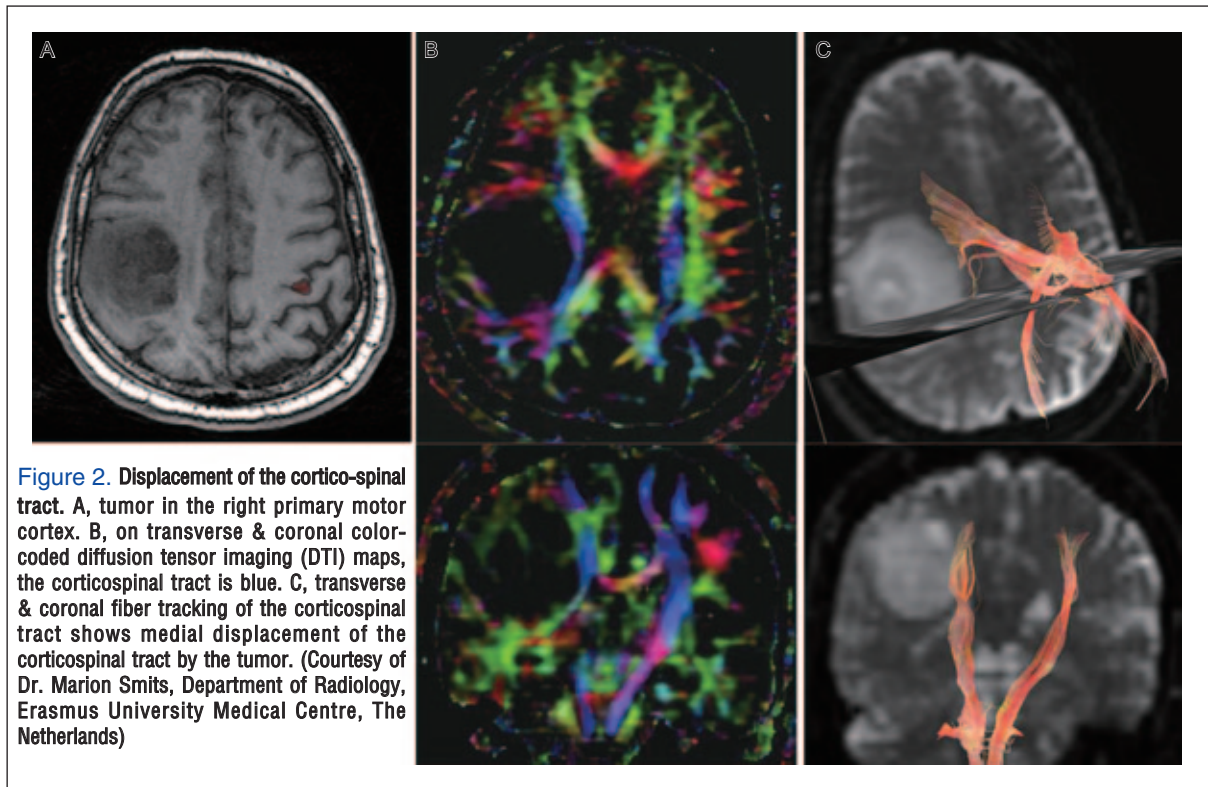 A
B
C
Figure 2. Displacement of the cortico-spinal
tract. A, tumor in the right primary motor
cortex. B, on transverse & coronal color-
coded diffusion tensor imaging (DTI) maps,
the corticospinal tract is blue. C, transverse
& coronal fiber tracking of the corticospinal
tract shows medial displacement of the
corticospinal tract by the tumor. (Courtesy of
Dr. Marion Smits, Department of Radiology,
Erasmus University Medical Centre, The
Netherlands)